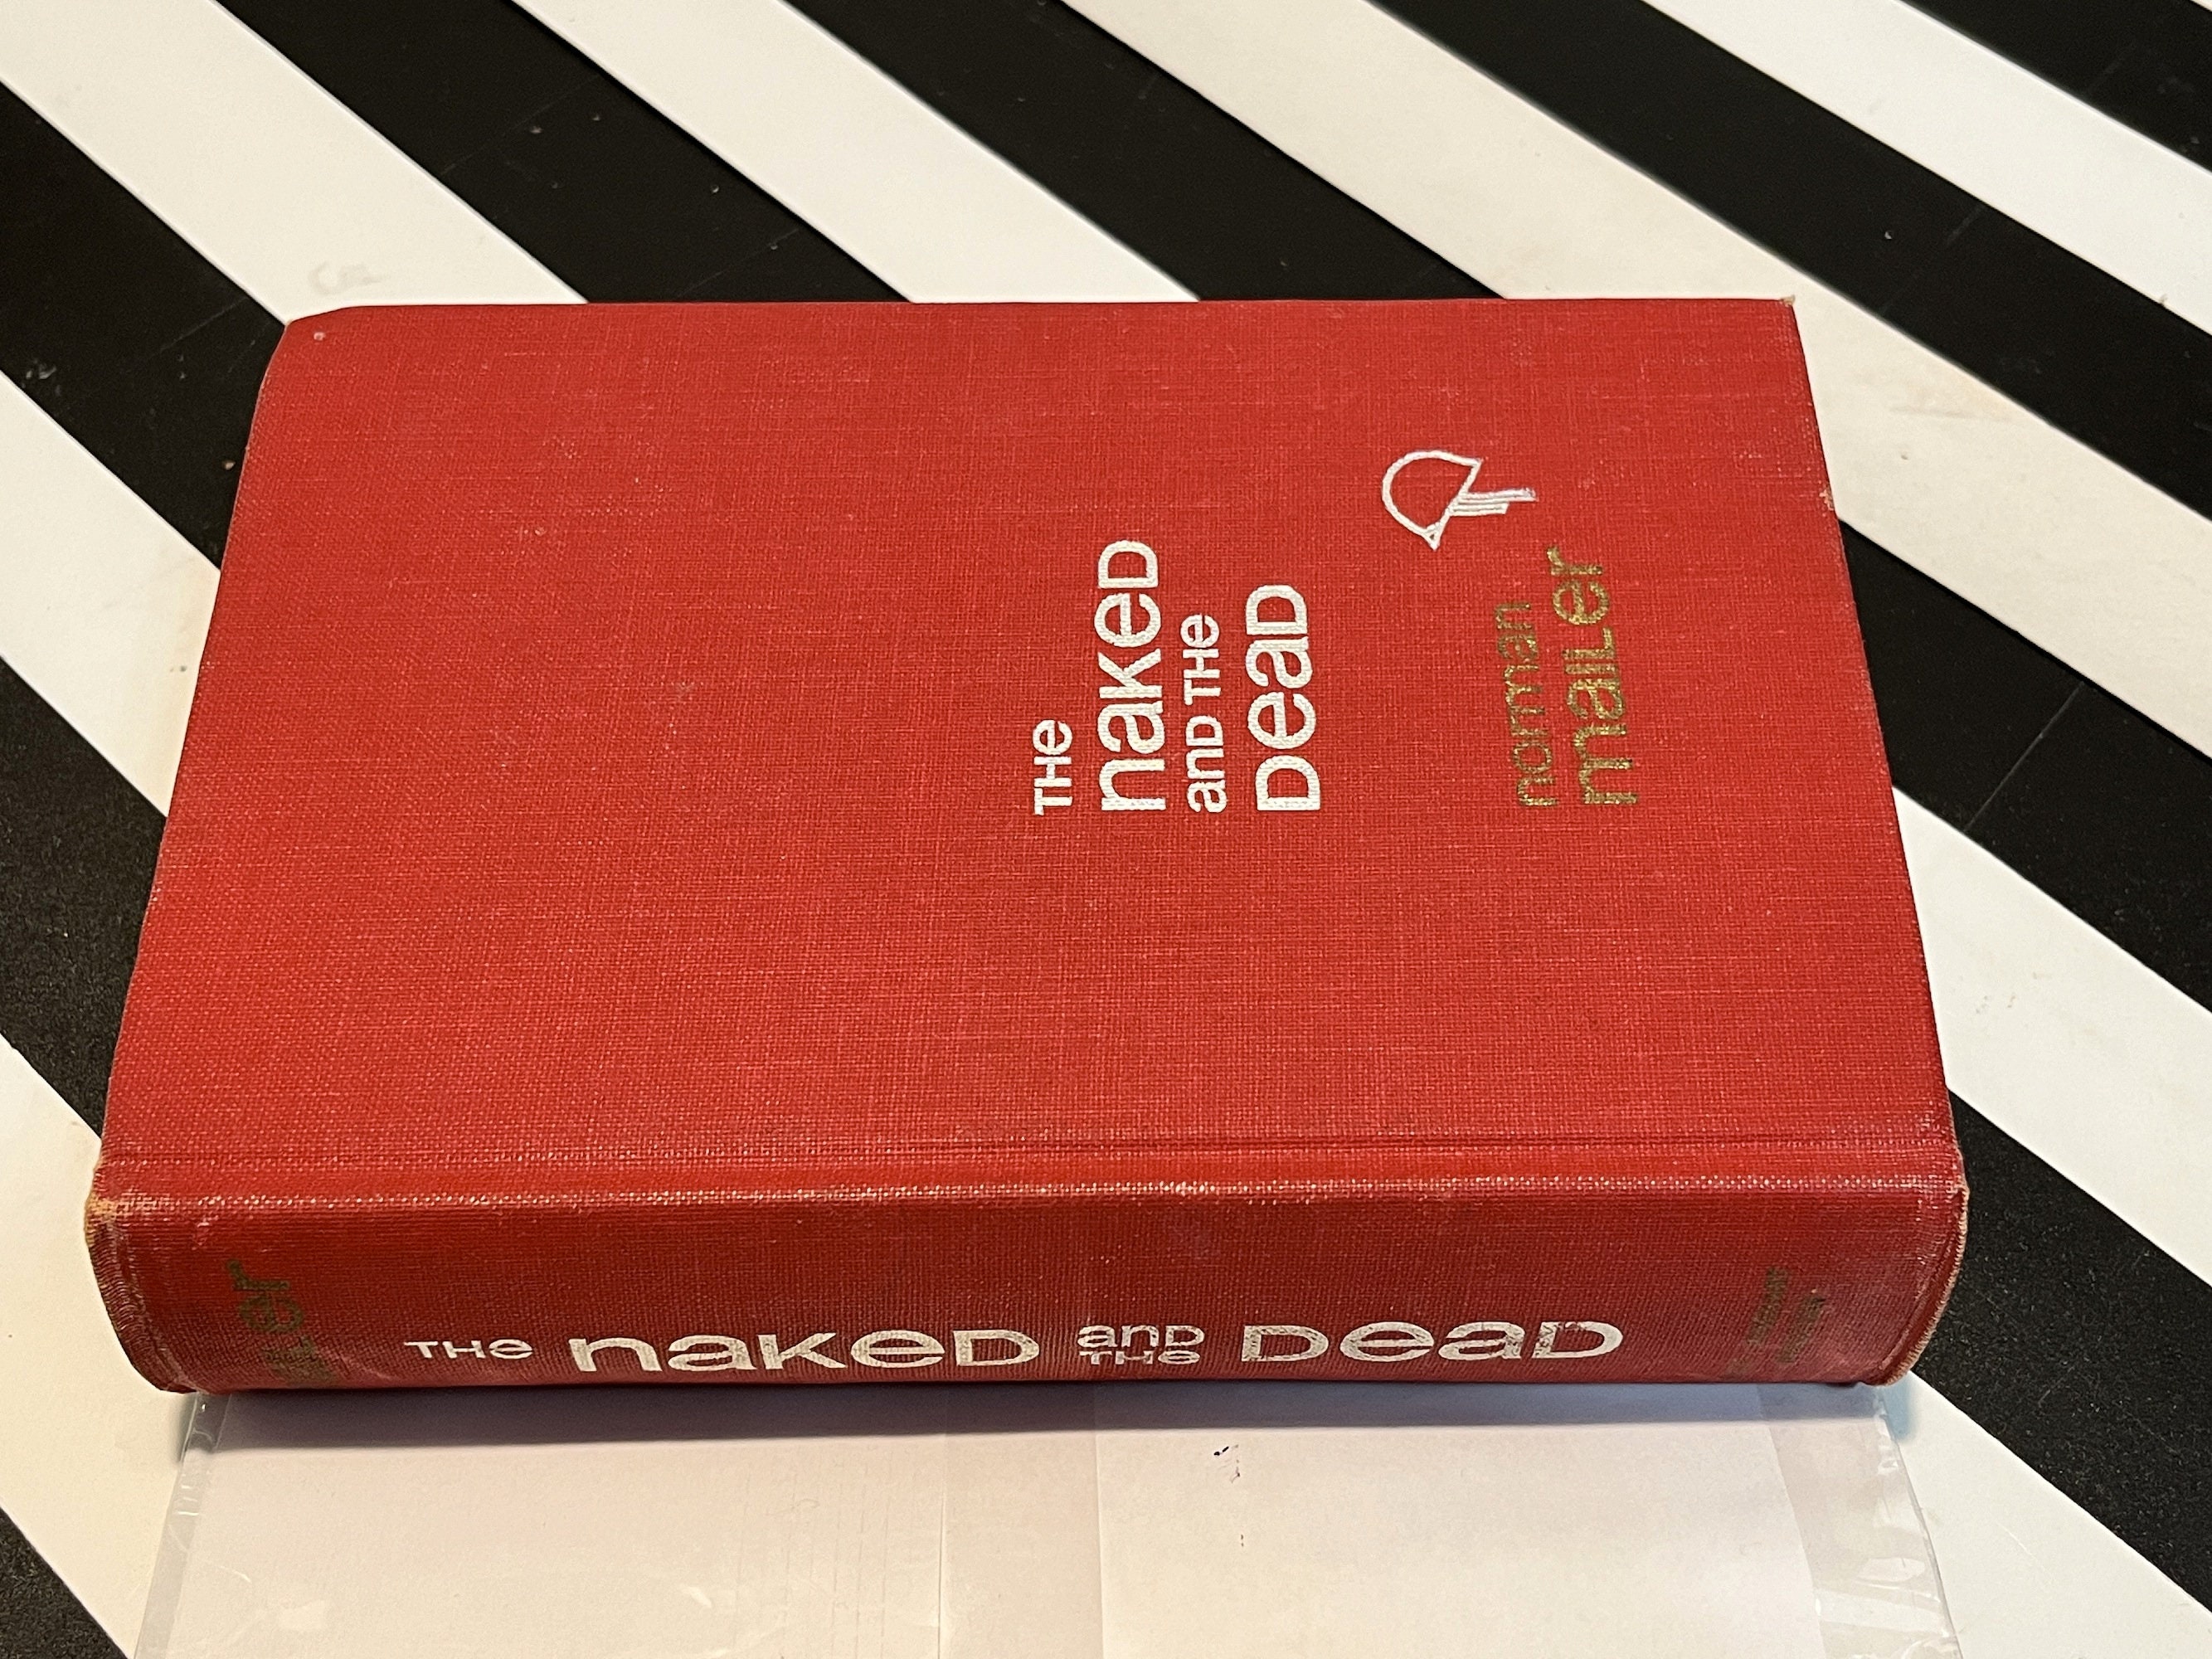 THE
naKeD
anD THE
DeaD
norman
maiLer
THe
naKeD
anD
THe
DeaD